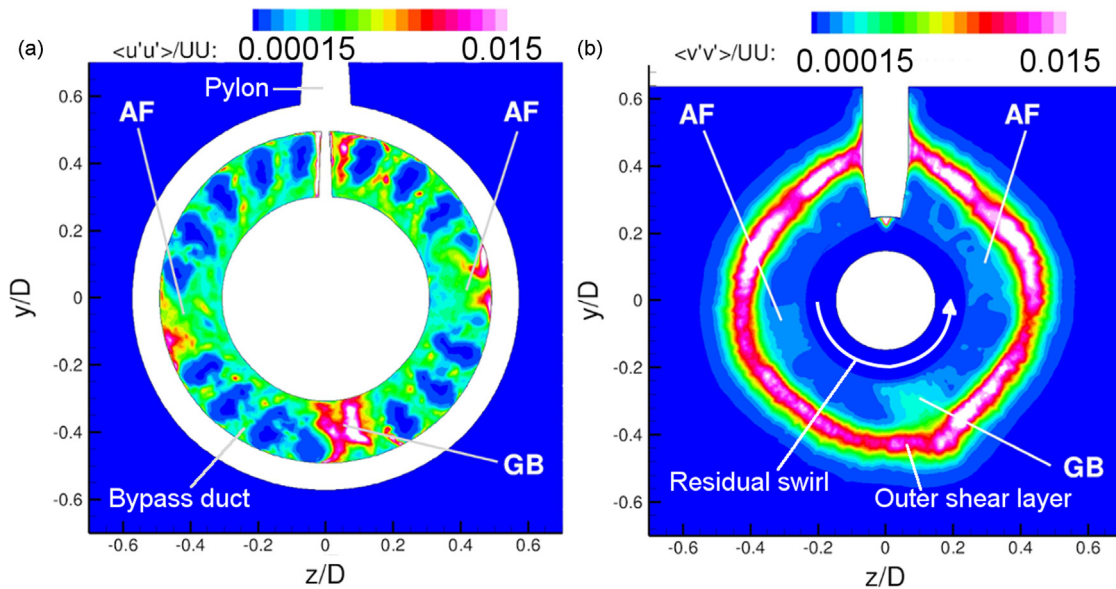 (a)
<u'u'>/UU:
0.00015
0.015
Pylon
AF
AF
GB
Bypass duct
y/D
0.6
0.4
0.2
0
-0.2
-0.4
-0.6
-0.6
-0.4
-0.2
0
0.2
0.4
0.6
z/D
(b)
<v'v'>/UU:
0.00015
0.015
AF
AF
GB
Residual swirl
Outer shear layer
y/D
0.6
0.4
0.2
0
-0.2
-0.4
-0.6
-0.6
-0.4
-0.2
0
0.2
0.4
0.6
z/D